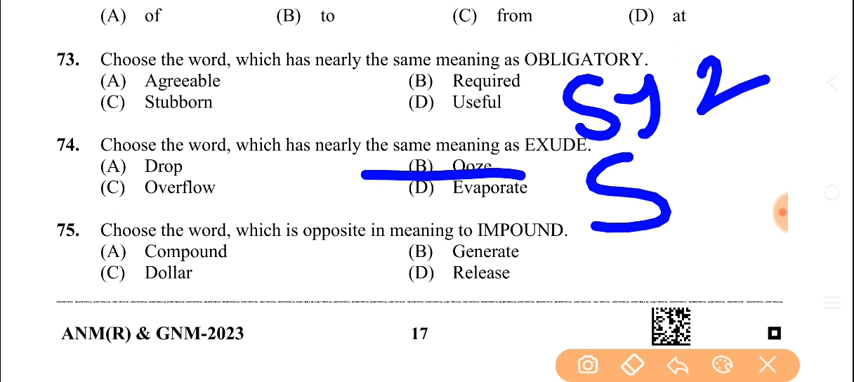 (A) of (B) to (C) from (D) at
73. Choose the word, which has nearly the same meaning as OBLIGATORY.
(A) Agreeable (B) Required
(C) Stubborn (D) Useful
74. Choose the word, which has nearly the same meaning as EXUDE.
(A) Drop (B) Ooze
(C) Overflow (D) Evaporate
75. Choose the word, which is opposite in meaning to IMPOUND.
(A) Compound (B) Generate
(C) Dollar (D) Release
ANM(R) & GNM-2023 17